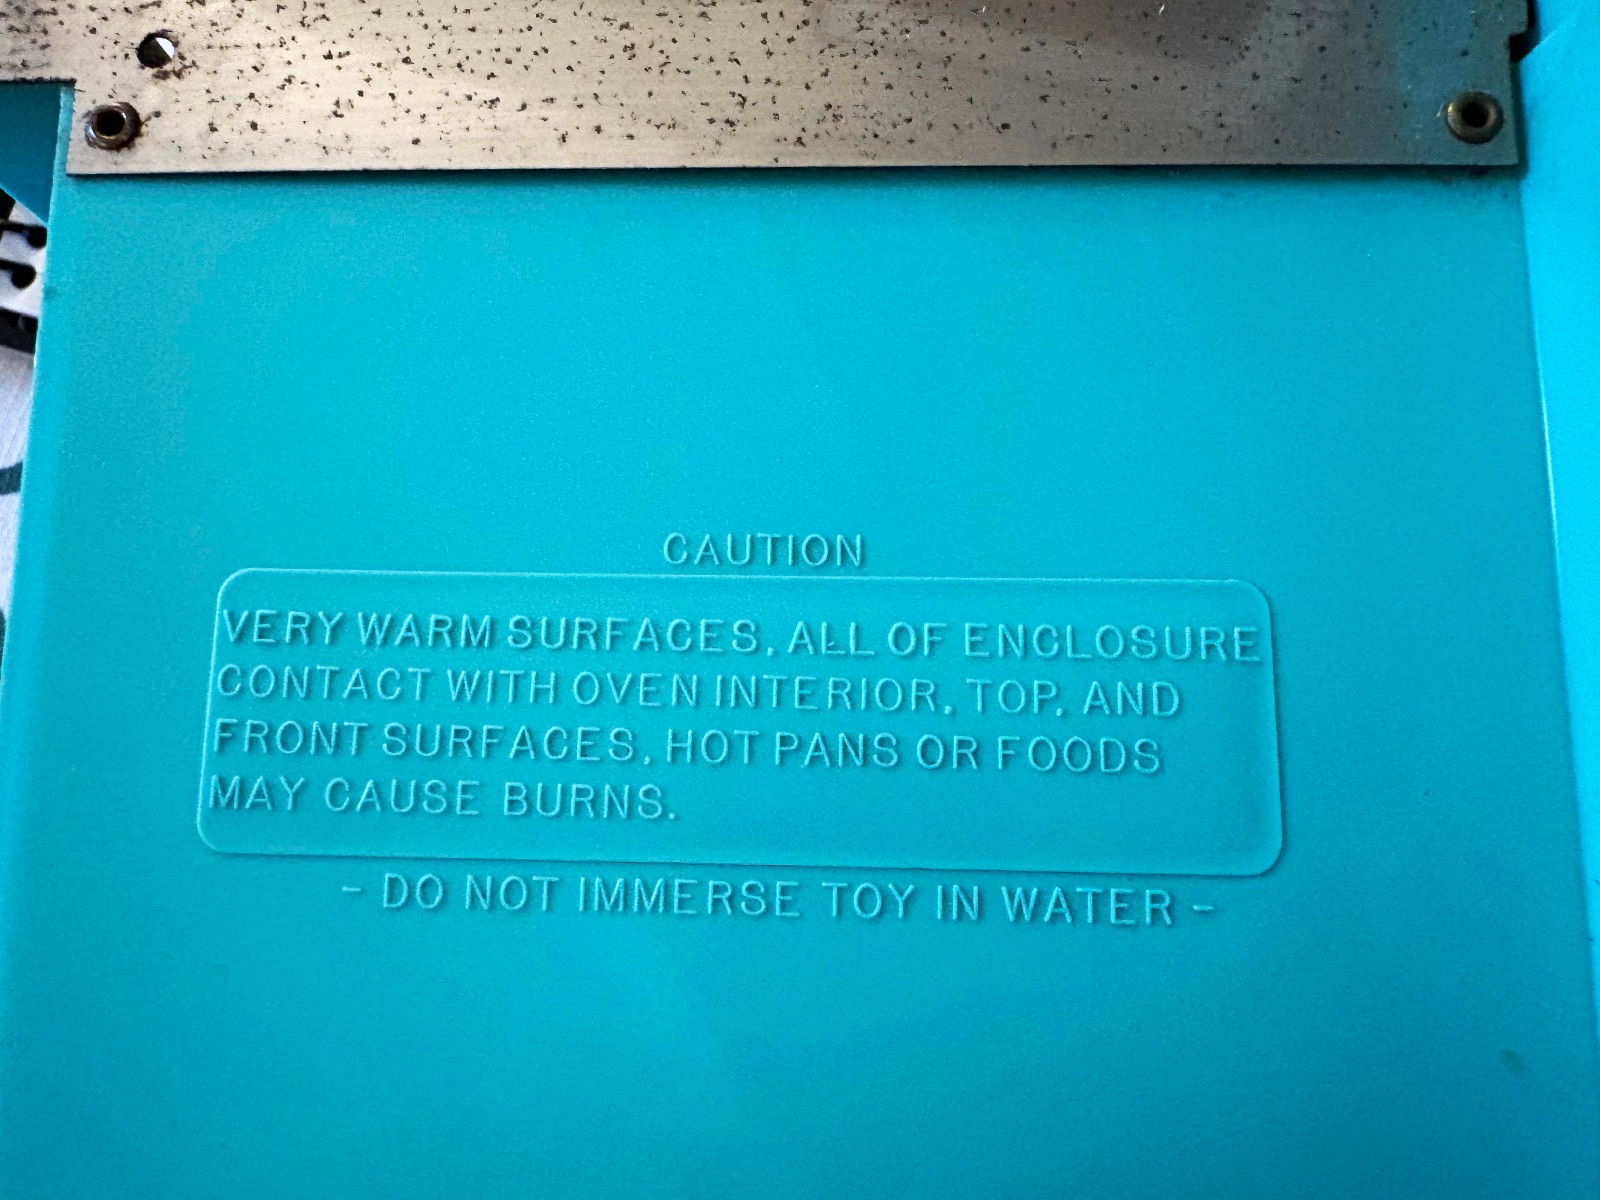 CAUTION
VERY WARM SURFACES, ALL OF ENCLOSURE
CONTACT WITH OVEN INTERIOR, TOP, AND
FRONT SURFACES, HOT PANS OR FOODS
MAY CAUSE BURNS.
- DO NOT IMMERSE TOY IN WATER -